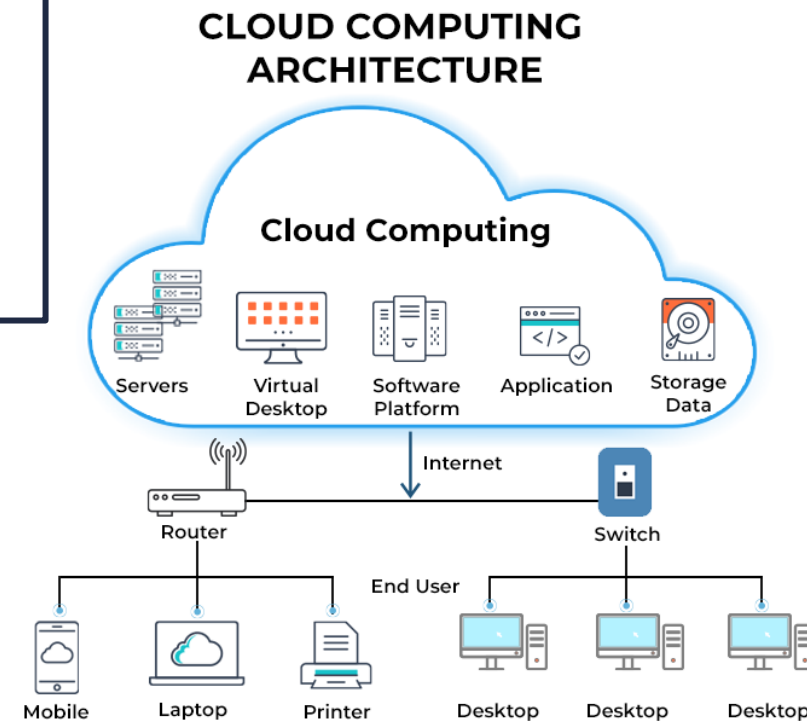 CLOUD COMPUTING
ARCHITECTURE
Cloud Computing
Servers
Virtual
Desktop
Software
Platform
Application
Storage
Data
Internet
Router
Switch
End User
Mobile
Laptop
Printer
Desktop
Desktop
Desktop